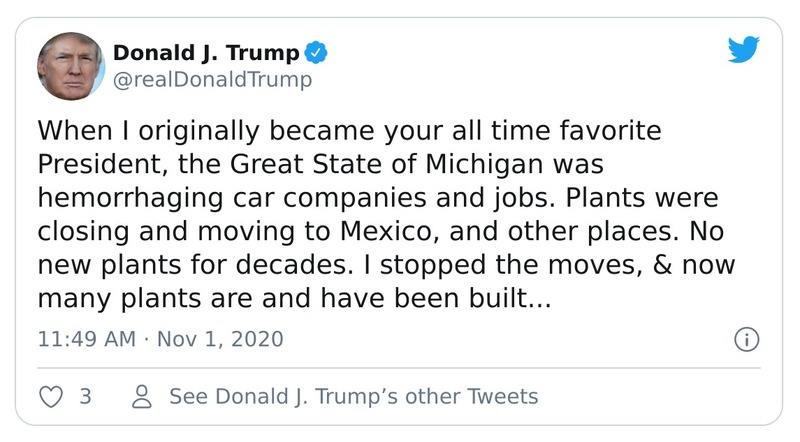 Donald J. Trump
@realDonaldTrump
When I originally became your all time favorite
President, the Great State of Michigan was
hemorrhaging car companies and jobs. Plants were
closing and moving to Mexico, and other places. No
new plants for decades. I stopped the moves, & now
many plants are and have been built...
11:49 AM · Nov 1, 2020
3 See Donald J. Trump’s other Tweets